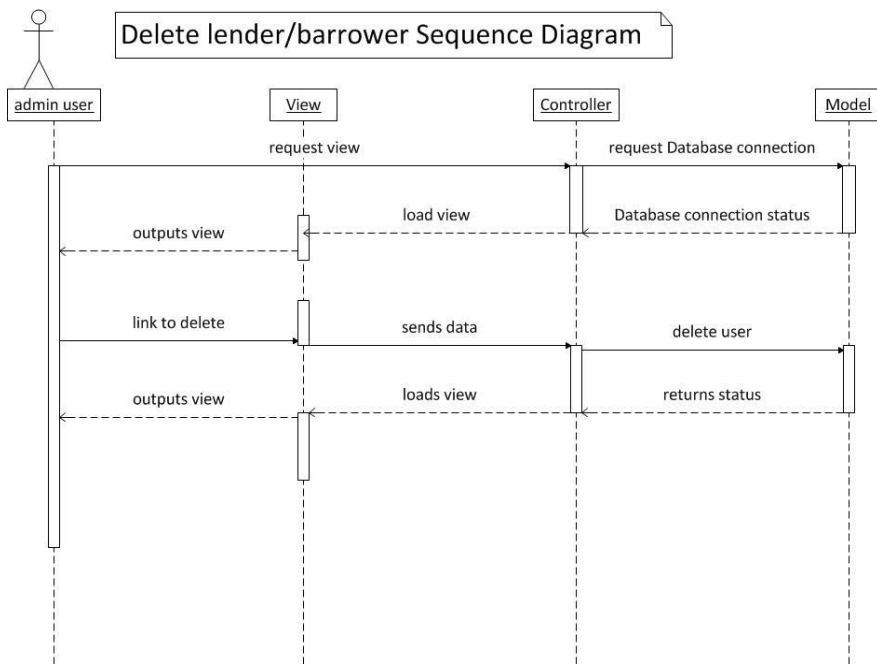 Delete lender/barrower Sequence Diagram
admin user
View
Controller
Model
request view
request Database connection
load view
Database connection status
outputs view
link to delete
sends data
delete user
outputs view
loads view
returns status